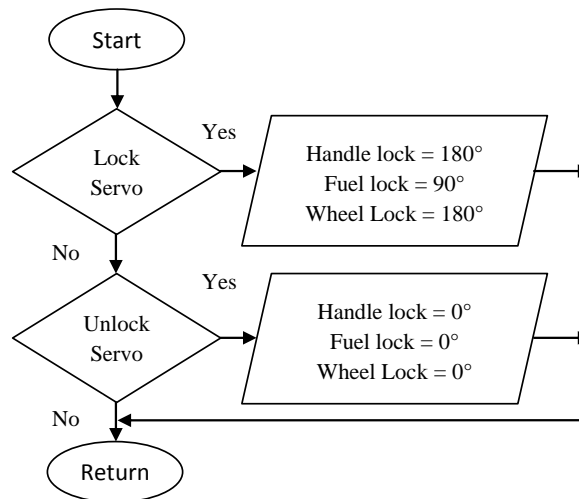 Start
Yes
Lock
Servo
Handle lock = 180°
Fuel lock = 90°
Wheel Lock = 180°
No
Yes
Unlock
Servo
Handle lock = 0°
Fuel lock = 0°
Wheel Lock = 0°
No
Return